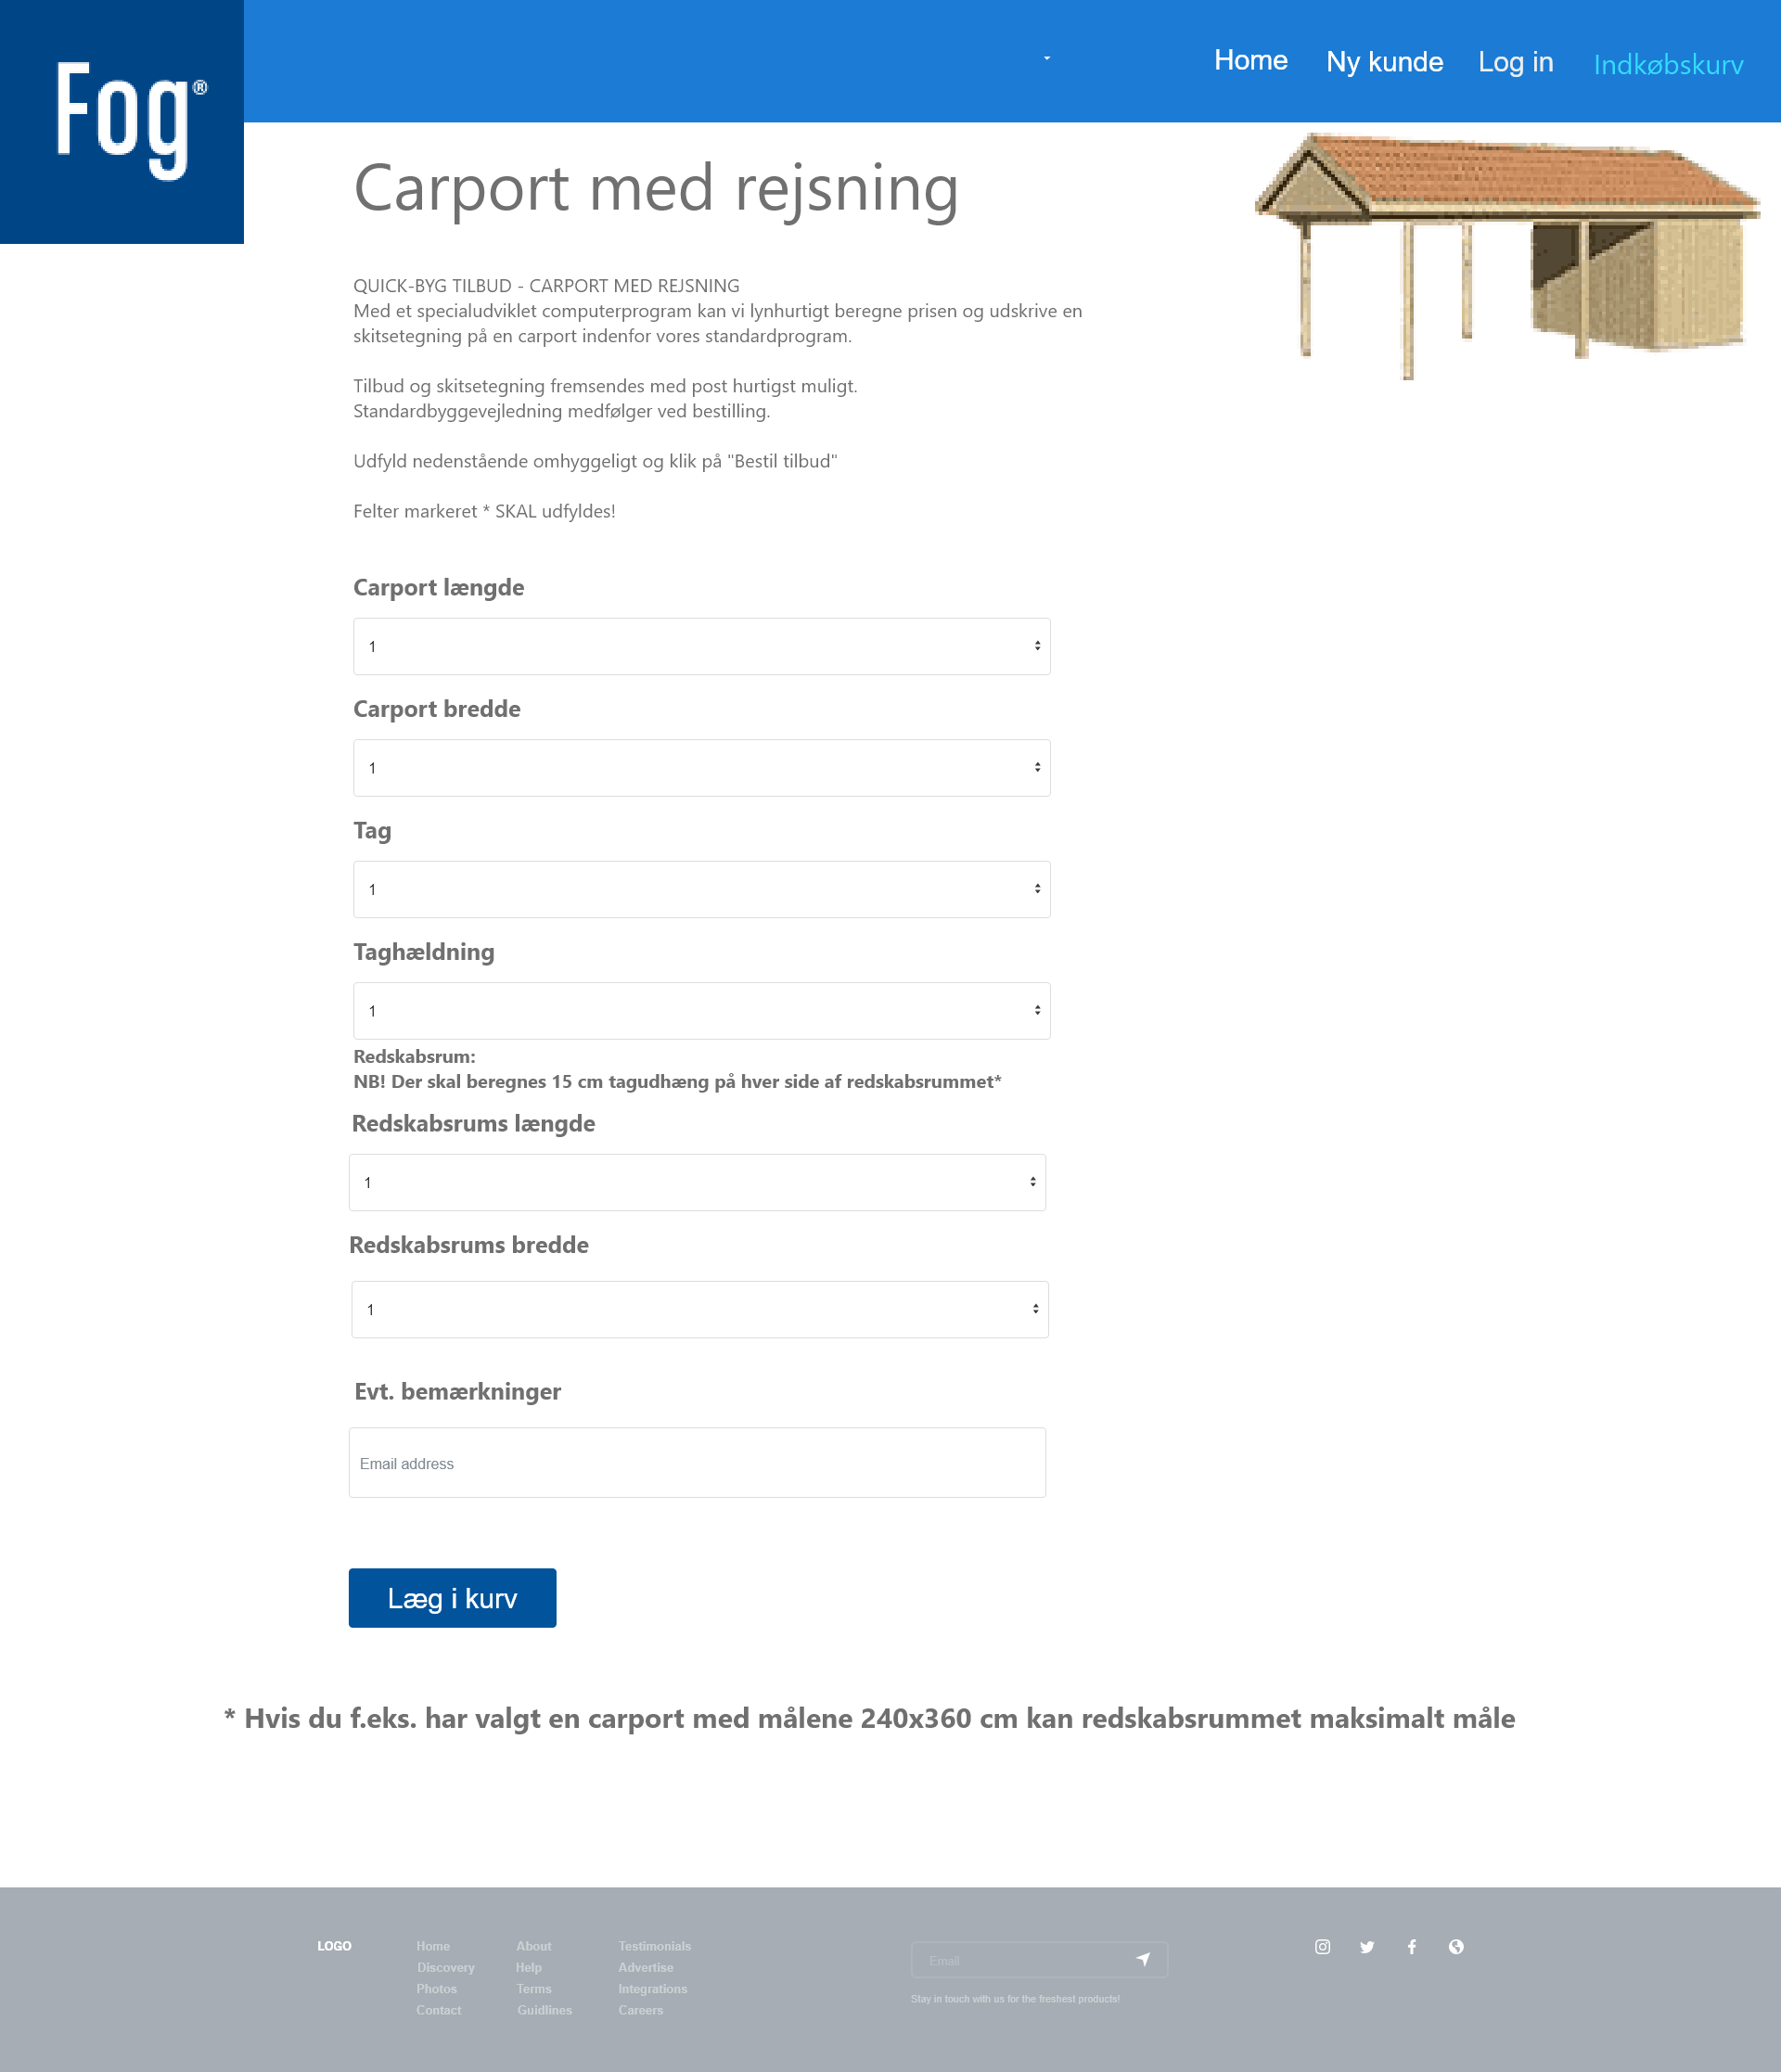 Fog®
Home Ny kunde Log in Indkøbskurv
Carport med rejsning
QUICK-BYG TILBUD - CARPORT MED REJSNING
Med et specialudviklet computerprogram kan vi lynhurtigt beregne prisen og udskrive en
skitsetegning på en carport indenfor vores standardprogram.
Tilbud og skitsetegning fremsendes med post hurtigst muligt.
Standardbyggevejledning medfølger ved bestilling.
Udfyld nedenstående omhyggeligt og klik på "Bestil tilbud"
Felter markeret * SKAL udfyldes!
Carport længde
1
Carport bredde
1
Tag
1
Taghældning
1
Redskabsrum:
NB! Der skal beregnes 15 cm tagudhæng på hver side af redskabsrummet*
Redskabsrums længde
1
Redskabsrums bredde
1
Evt. bemærkninger
Email address
Læg i kurv
* Hvis du f.eks. har valgt en carport med målene 240x360 cm kan redskabsrummet maksimalt måle
LOGO
Home
Discovery
Photos
Contact
About
Help
Terms
Guidlines
Testimonials
Advertise
Integrations
Careers
Email
Stay in touch with us for the freshest products!